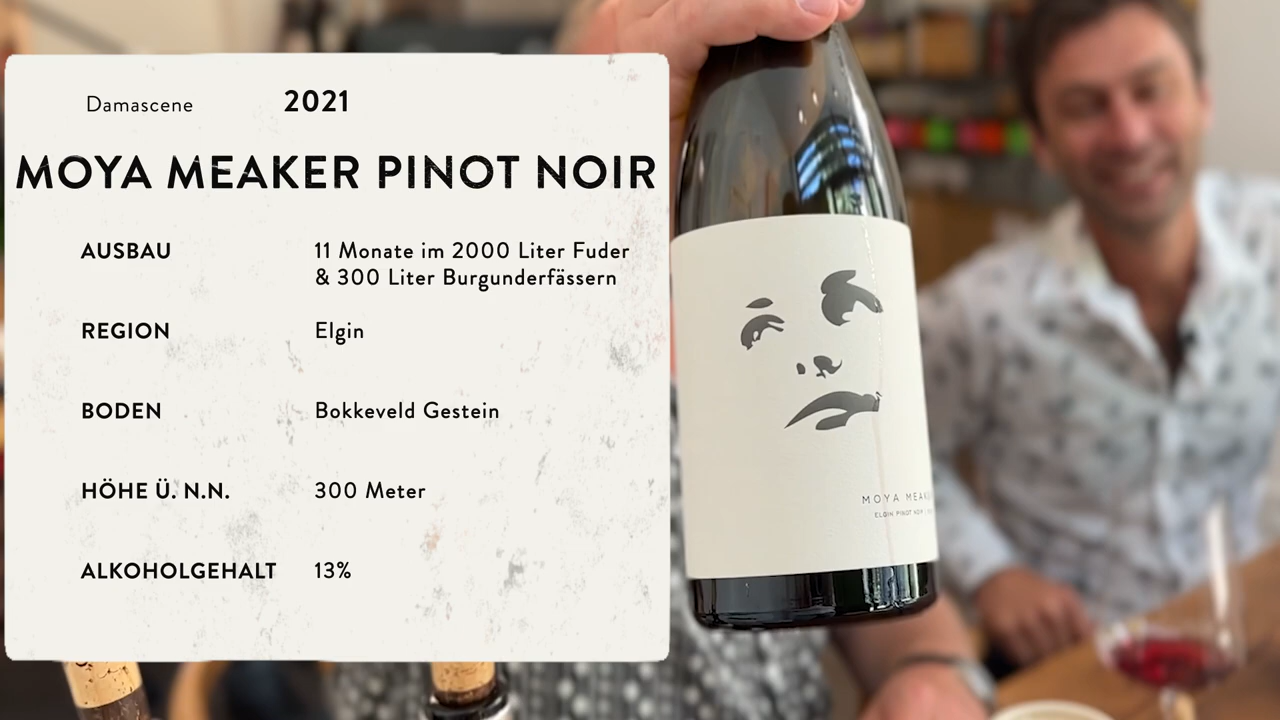 Damascene 2021
MOYA MEAKER PINOT NOIR
AUSBAU 11 Monate im 2000 Liter Fuder
& 300 Liter Burgunderfässern
REGION Elgin
BODEN Bokkeveld Gestein
HÖHE Ü. N.N. 300 Meter
ALKOHOLGEHALT 13%
MOYA
ELGIN PINOT NOIR